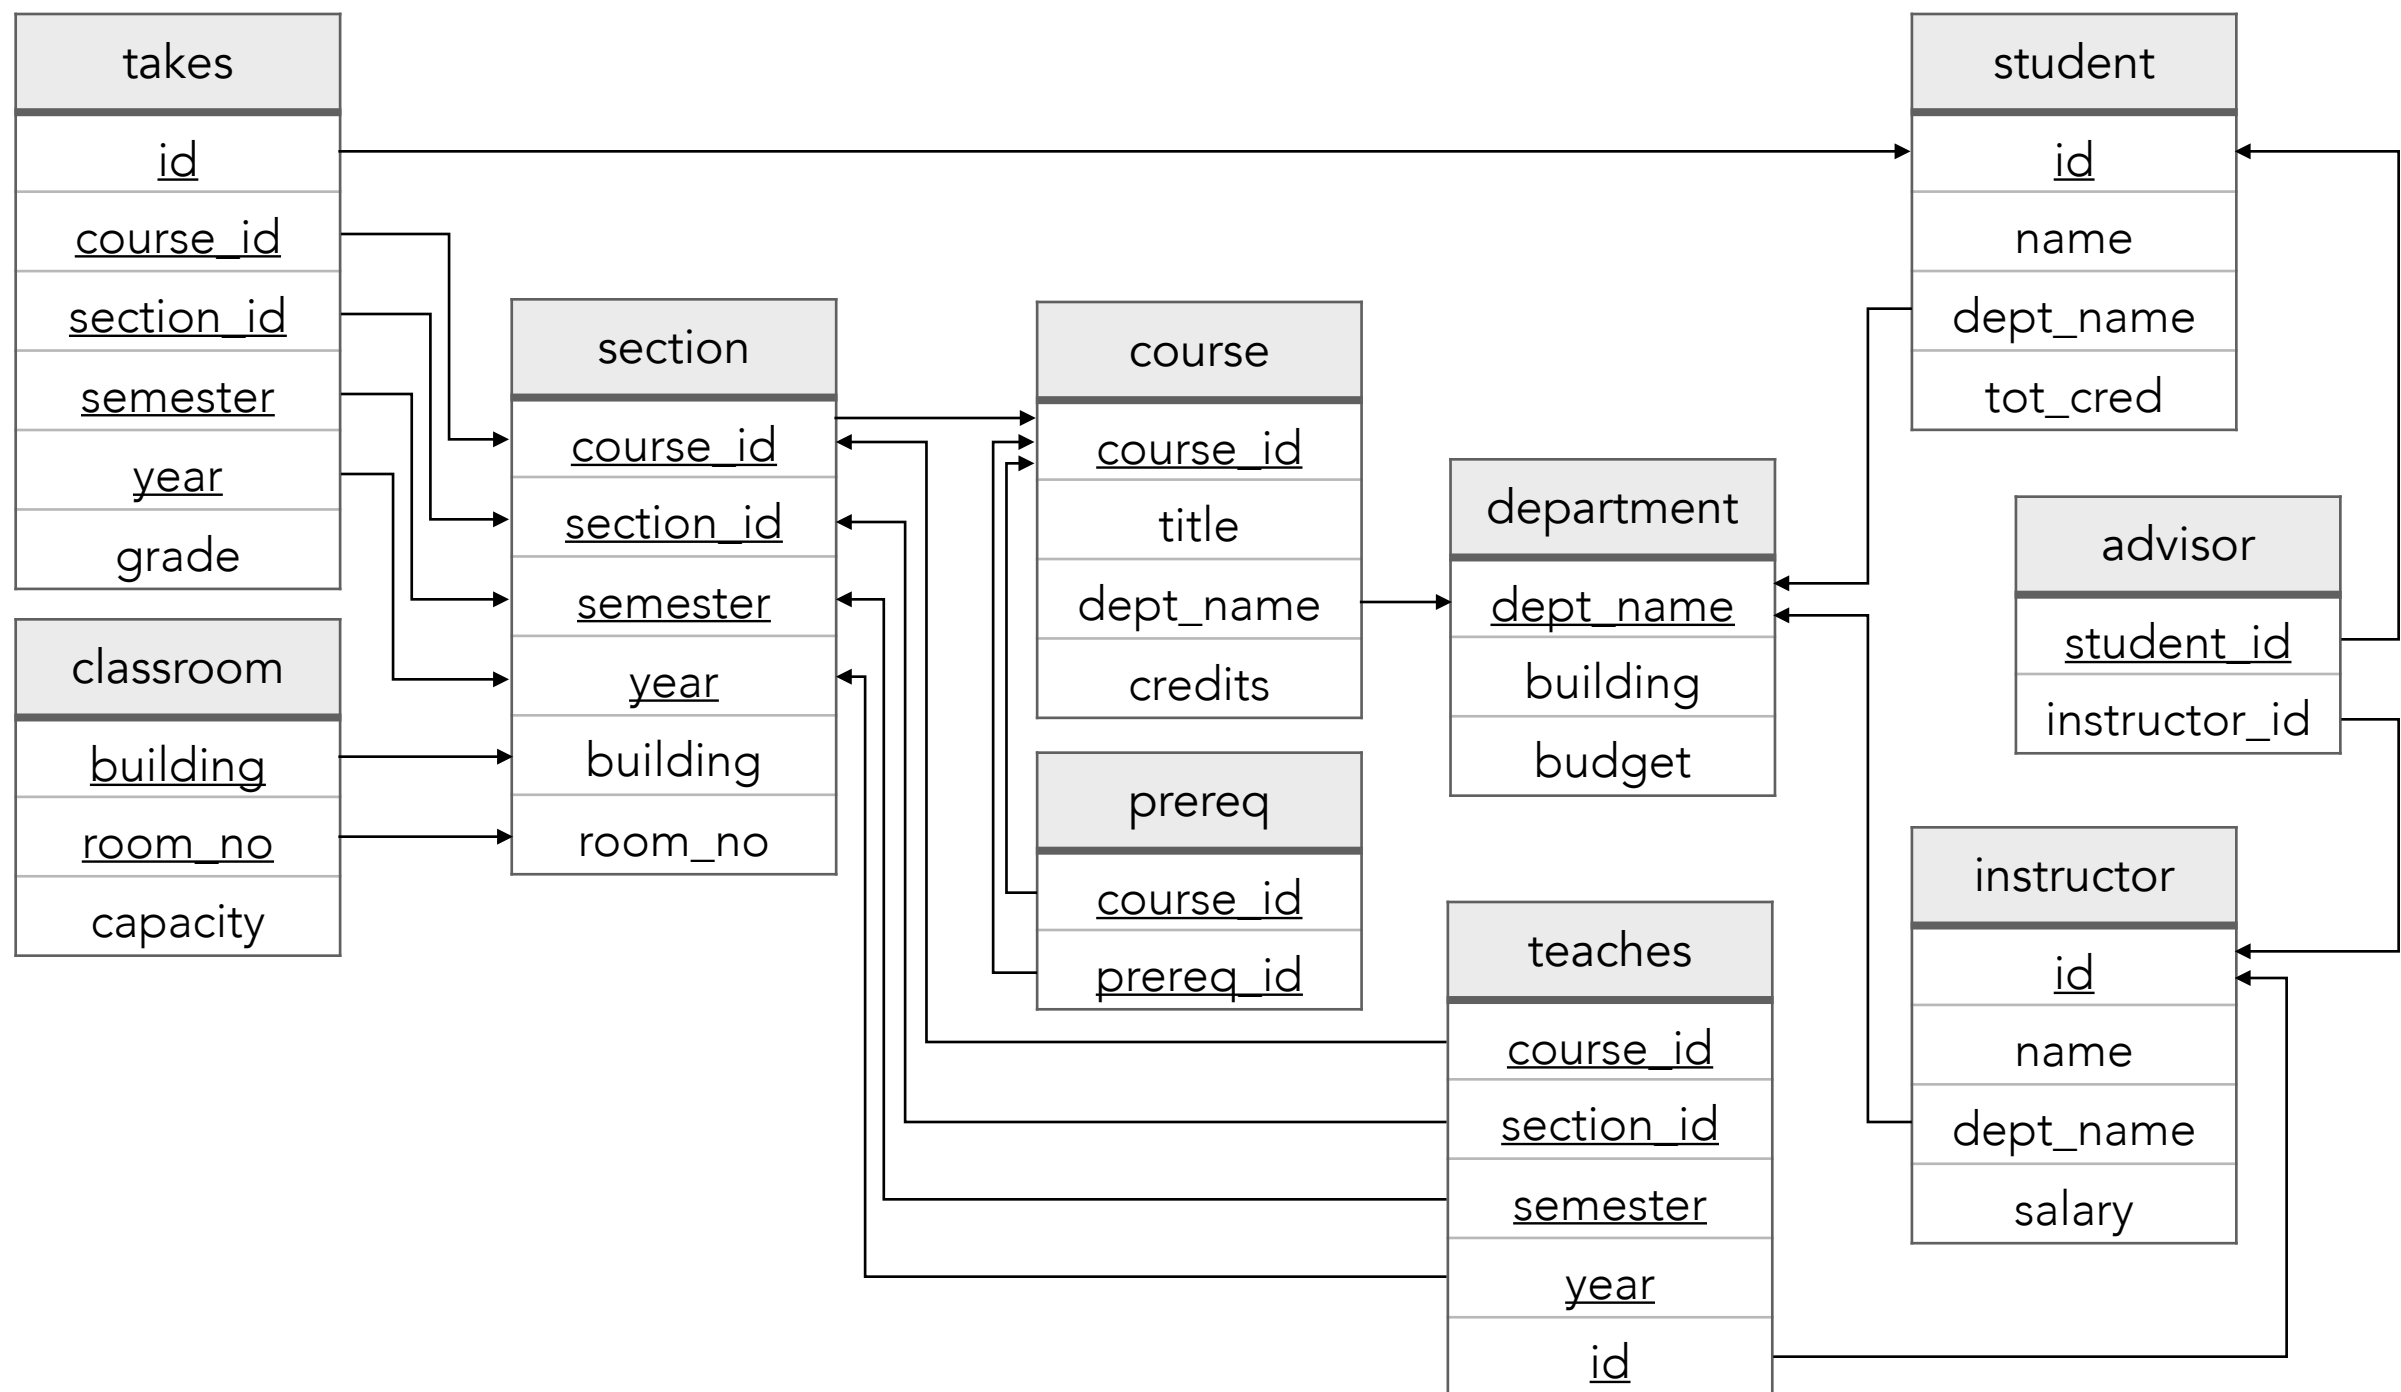 takes
id
course_id
section_id
semester
year
grade
classroom
building
room_no
capacity
section
course_id
section_id
semester
year
building
room_no
course
course_id
title
dept_name
credits
prereq
course_id
prereq_id
department
dept_name
building
budget
teaches
course_id
section_id
semester
year
id
student
id
name
dept_name
tot_cred
advisor
student_id
instructor_id
instructor
id
name
dept_name
salary